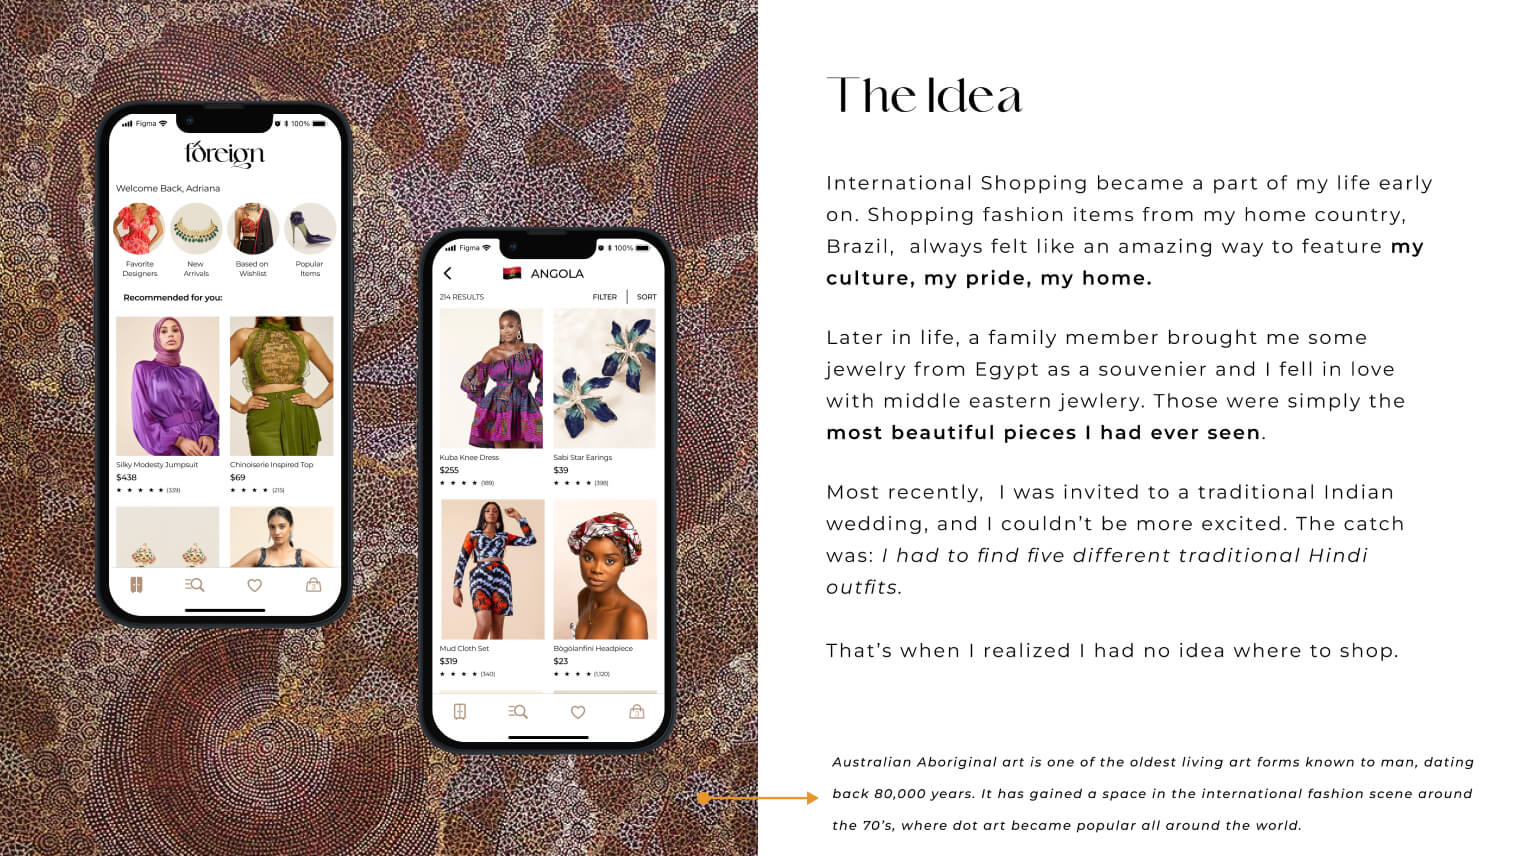 Figma 100%
fóreign
Welcome Back, Adriana
Favorite Designers
New Arrivals
Based on Wishlist
Popular Items
Recommended for you:
Silky Modesty Jumpsuit
$438
★ ★ ★ ★ ★ (339)
Chinoiserie Inspired Top
$69
★ ★ ★ ★ (215)
3
Figma 100%
ANGOLA
214 RESULTS
FILTER
SORT
Kuba Knee Dress
$255
★ ★ ★ ★ (189)
Sabi Star Earings
$39
★ ★ ★ ★ (398)
Mud Cloth Set
$319
★ ★ ★ ★ (340)
Bògòlanfini Headpiece
$23
★ ★ ★ ★ (1,120)
3
The Idea
International Shopping became a part of my life early
on. Shopping fashion items from my home country,
Brazil,  always felt like an amazing way to feature my
culture, my pride, my home.
Later in life, a family member brought me some
jewelry from Egypt as a souvenier and I fell in love
with middle eastern jewlery. Those were simply the
most beautiful pieces I had ever seen.
Most recently,  I was invited to a traditional Indian
wedding, and I couldn’t be more excited. The catch
was: I had to find five different traditional Hindi
outfits.
That’s when I realized I had no idea where to shop.
Australian Aboriginal art is one of the oldest living art forms known to man, dating
back 80,000 years. It has gained a space in the international fashion scene around
the 70’s, where dot art became popular all around the world.